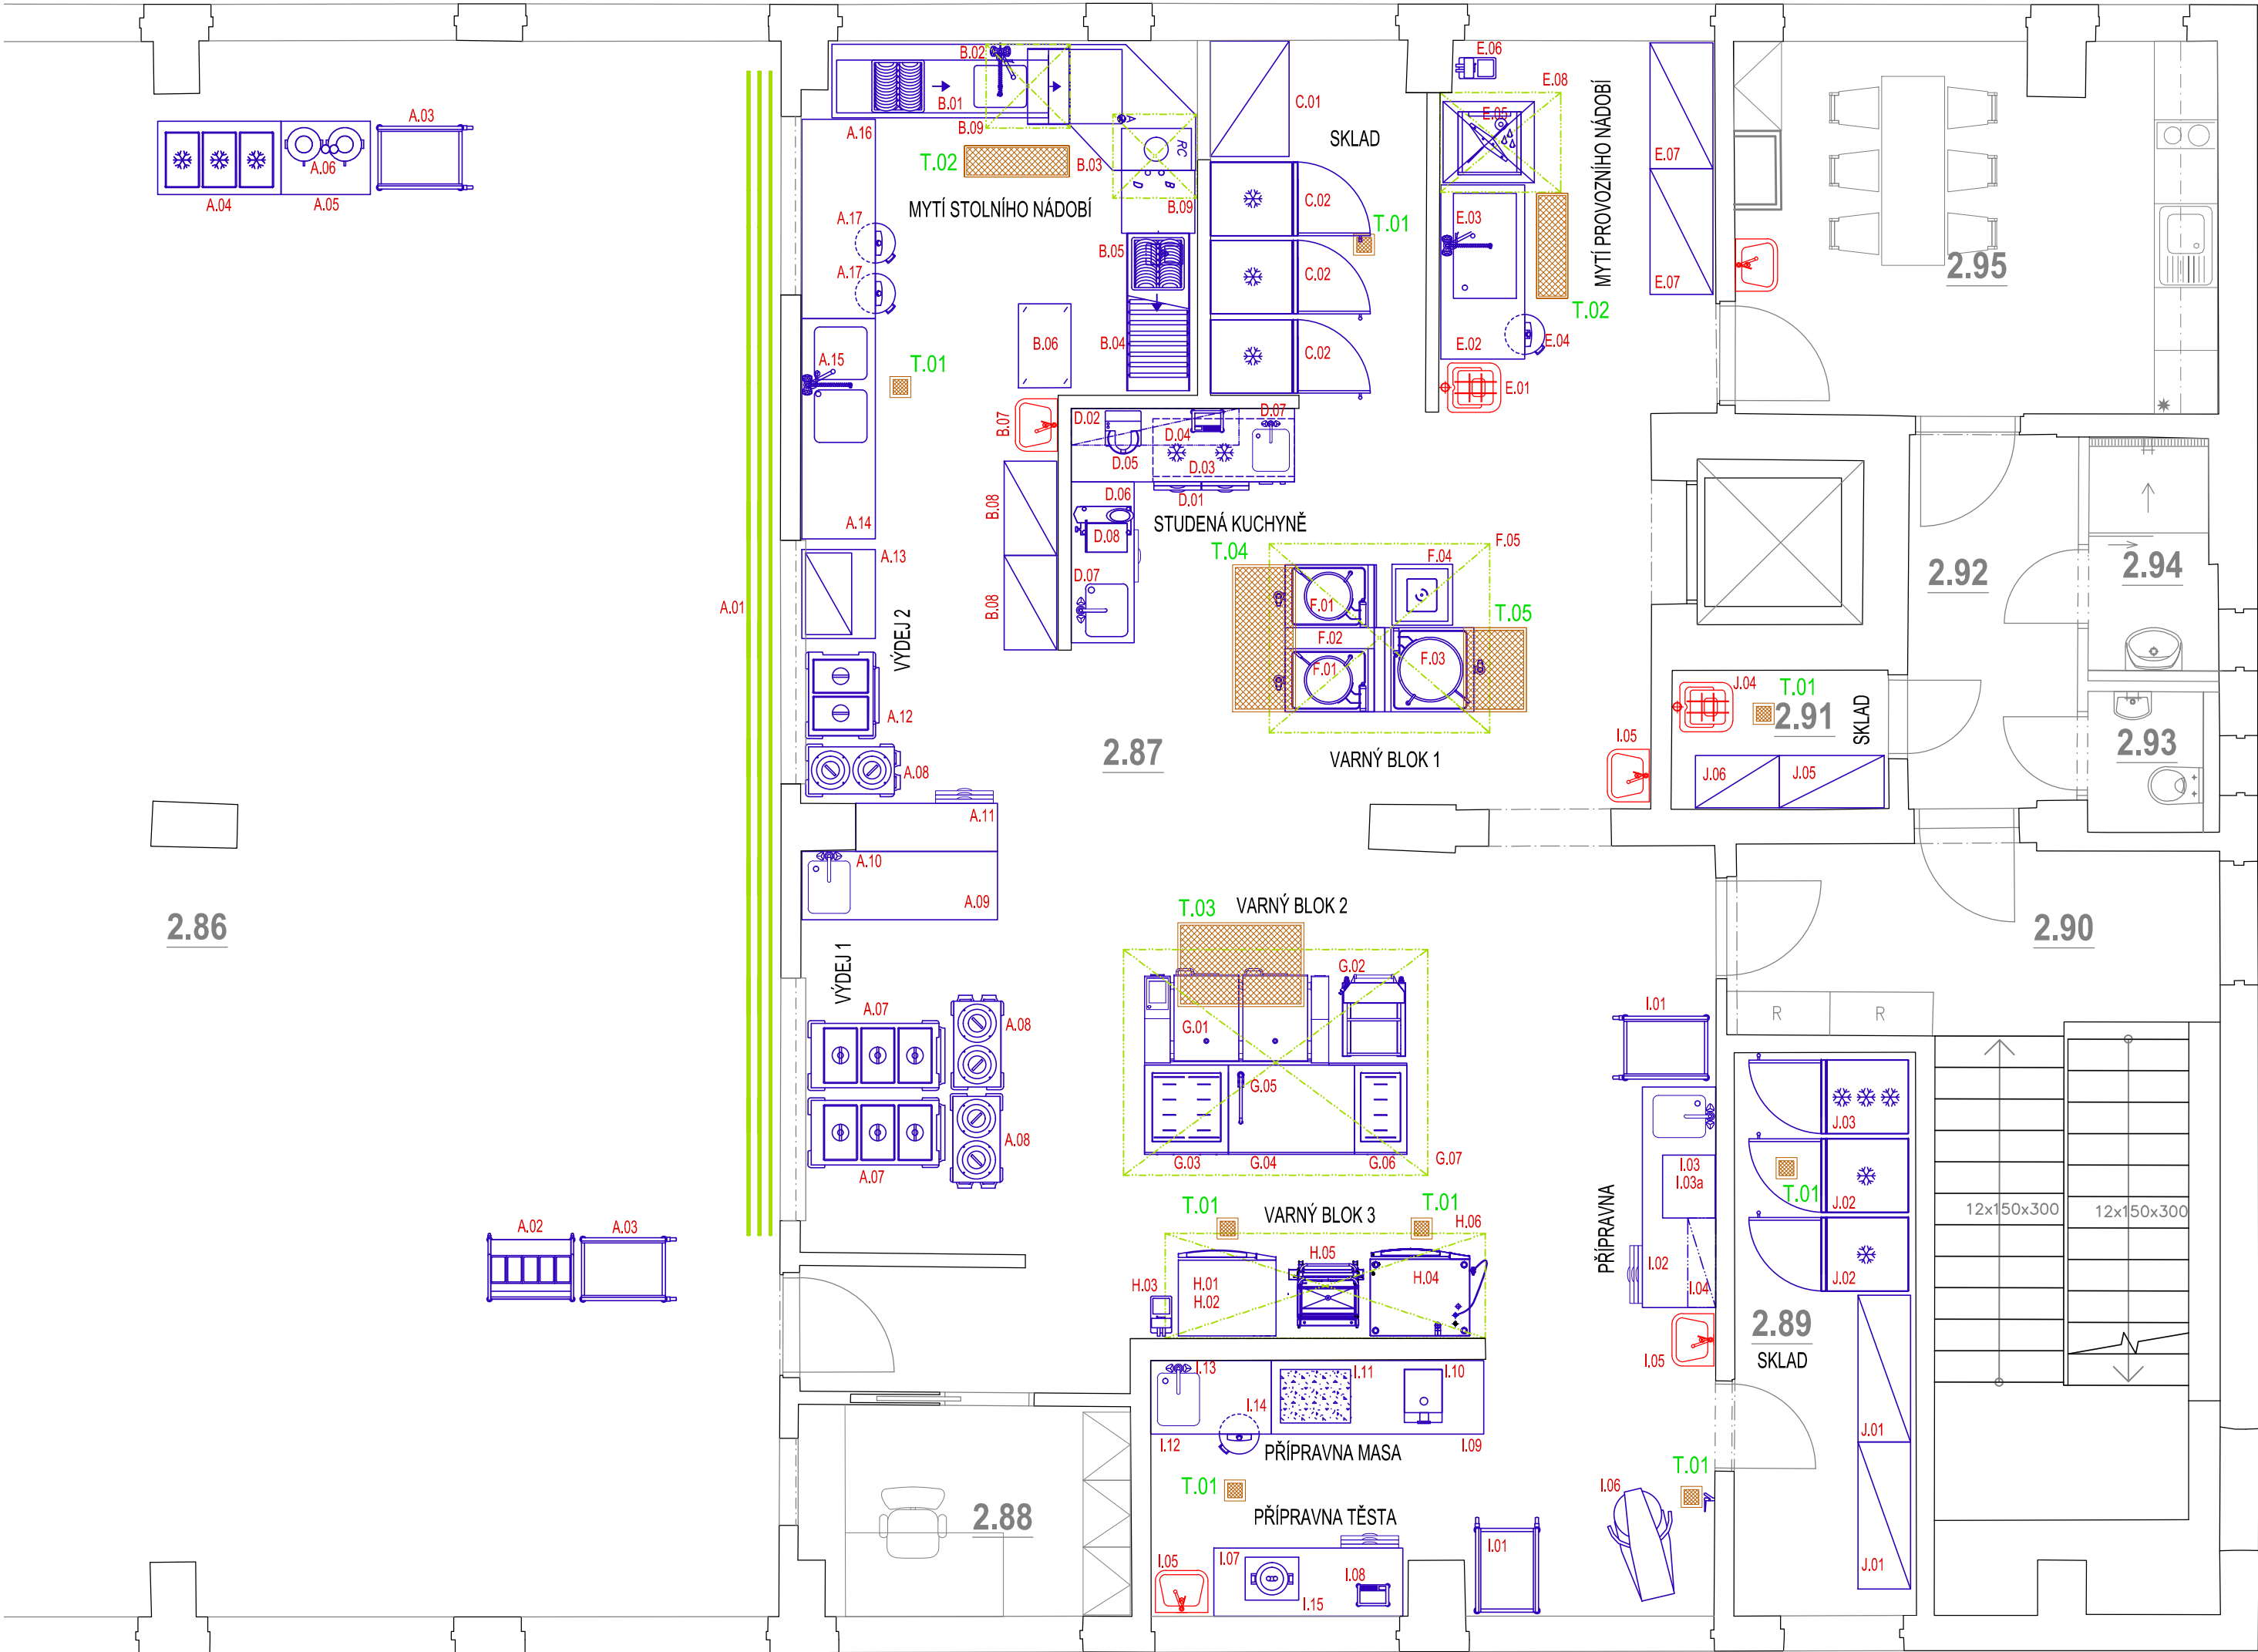 A.03
A.04
A.06
A.05
A.01
2.86
A.02
A.03
B.02
B.01
B.09
A.16
T.02
B.03
A
RC
D
B
B.09
MYTÍ STOLNÍHO NÁDOBÍ
A.17
A.17
B.05
B.04
B.06
A.15
T.01
B.07
A.14
B.08
B.08
A.13
VÝDEJ 2
A.12
A.08
A.11
A.10
A.09
C.01
SKLAD
C.02
C.02
C.02
T.01
E.06
E.08
E.05
E.03
E.02
E.04
E.01
T.02
MYTÍ PROVOZNÍHO NÁDOBÍ
E.07
E.07
2.95
D.02
D.04
D.07
D.05
D.03
D.01
D.06
D.08
D.07
STUDENÁ KUCHYNĚ
T.04
F.05
F.04
F.01
F.02
F.01
F.03
T.05
VARNÝ BLOK 1
2.87
I.05
2.92
2.94
2.93
J.04
T.01
2.91
SKLAD
J.06
J.05
2.90
R
R
VÝDEJ 1
A.07
A.08
A.08
A.07
T.03
VARNÝ BLOK 2
G.02
G.01
G.05
G.03
G.04
G.06
G.07
T.01
VARNÝ BLOK 3
T.01
H.06
H.05
H.03
H.01
H.02
H.04
I.01
I.03
I.03a
I.02
I.04
PŘÍPRAVNA
I.05
J.03
J.02
T.01
J.02
2.89
SKLAD
J.01
J.01
12x150x300
12x150x300
I.13
I.11
I.10
I.14
I.12
I.09
PŘÍPRAVNA MASA
T.01
PŘÍPRAVNA TĚSTA
T.01
I.06
I.05
I.07
I.08
I.15
I.01
2.88